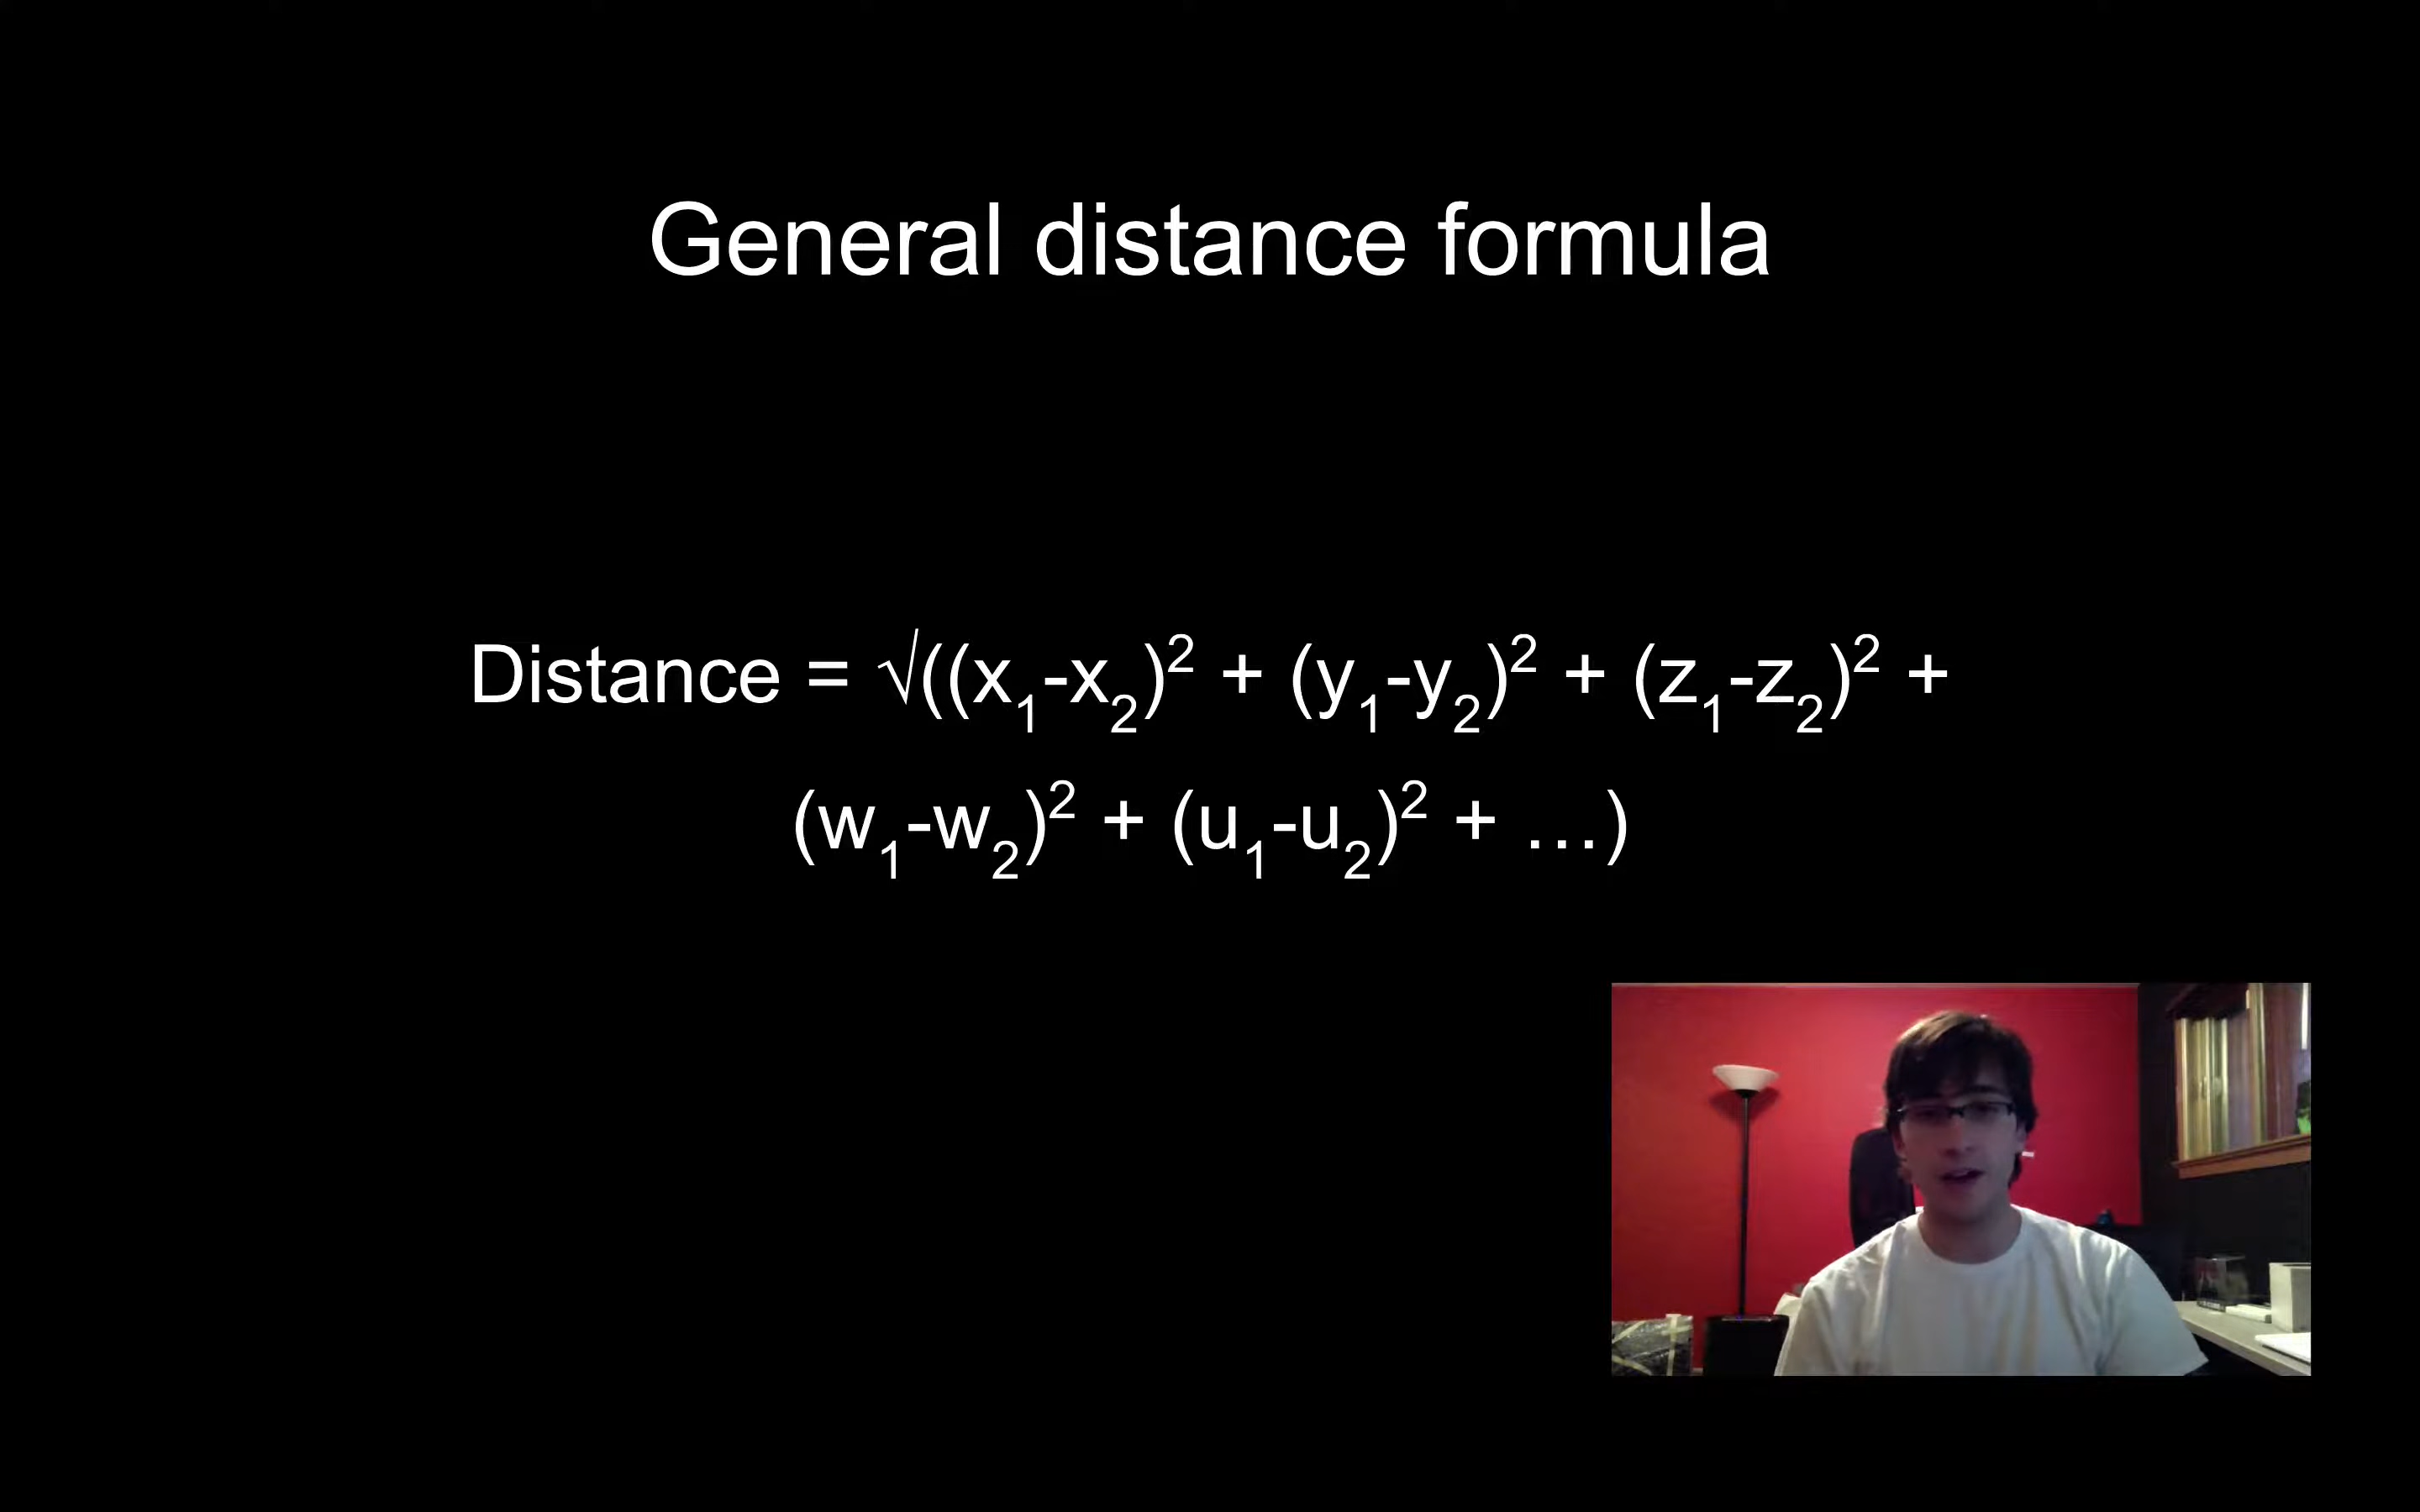 General distance formula
Distance = √((x₁-x₂)² + (y₁-y₂)² + (z₁-z₂)² +
(w₁-w₂)² + (u₁-u₂)² + ...)